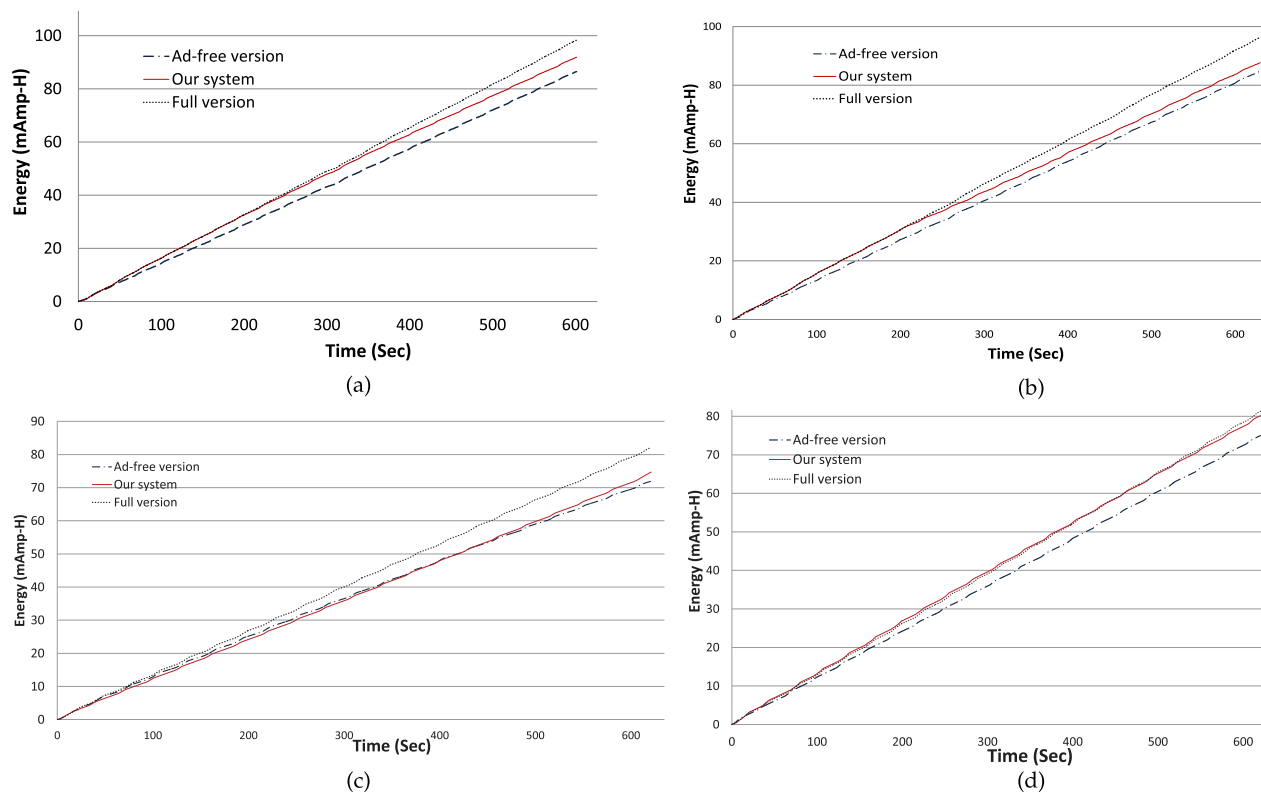 100
80
60
40
20
0
Energy (mAmp-H)
Ad-free version
Our system
Full version
0 100 200 300 400 500 600
Time (Sec)
(a)
100
80
60
40
20
0
Energy (mAmp-H)
Ad-free version
Our system
Full version
0 100 200 300 400 500 600
Time (Sec)
(b)
90
80
70
60
50
40
30
20
10
0
Energy (mAmp-H)
Ad-free version
Our system
Full version
0 100 200 300 400 500 600
Time (Sec)
(c)
80
70
60
50
40
30
20
10
0
Energy (mAmp-H)
Ad-free version
Our system
Full version
0 100 200 300 400 500 600
Time (Sec)
(d)